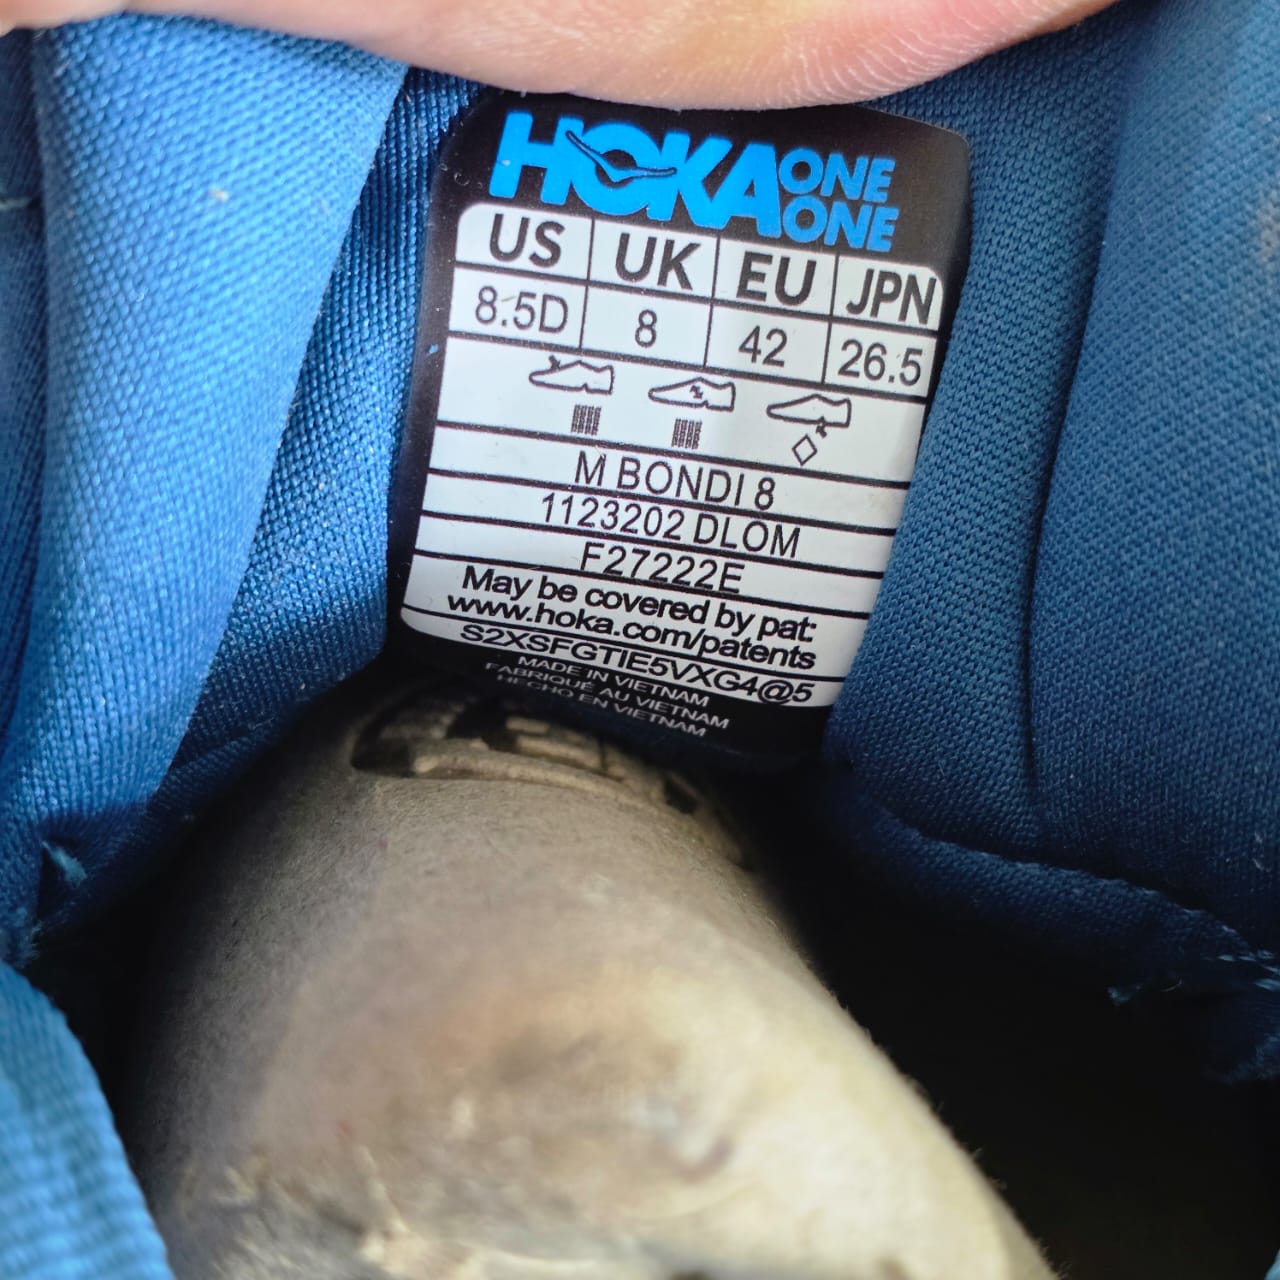 HOKA ONE ONE
US UK EU JPN
8.5D 8 42 26.5
M BONDI 8
1123202 DLOM
F27222E
May be covered by pat:
www.hoka.com/patents
S2XSFGTIE5VXG4@5
MADE IN VIETNAM
FABRIQUÉ AU VIETNAM
HECHO EN VIETNAM